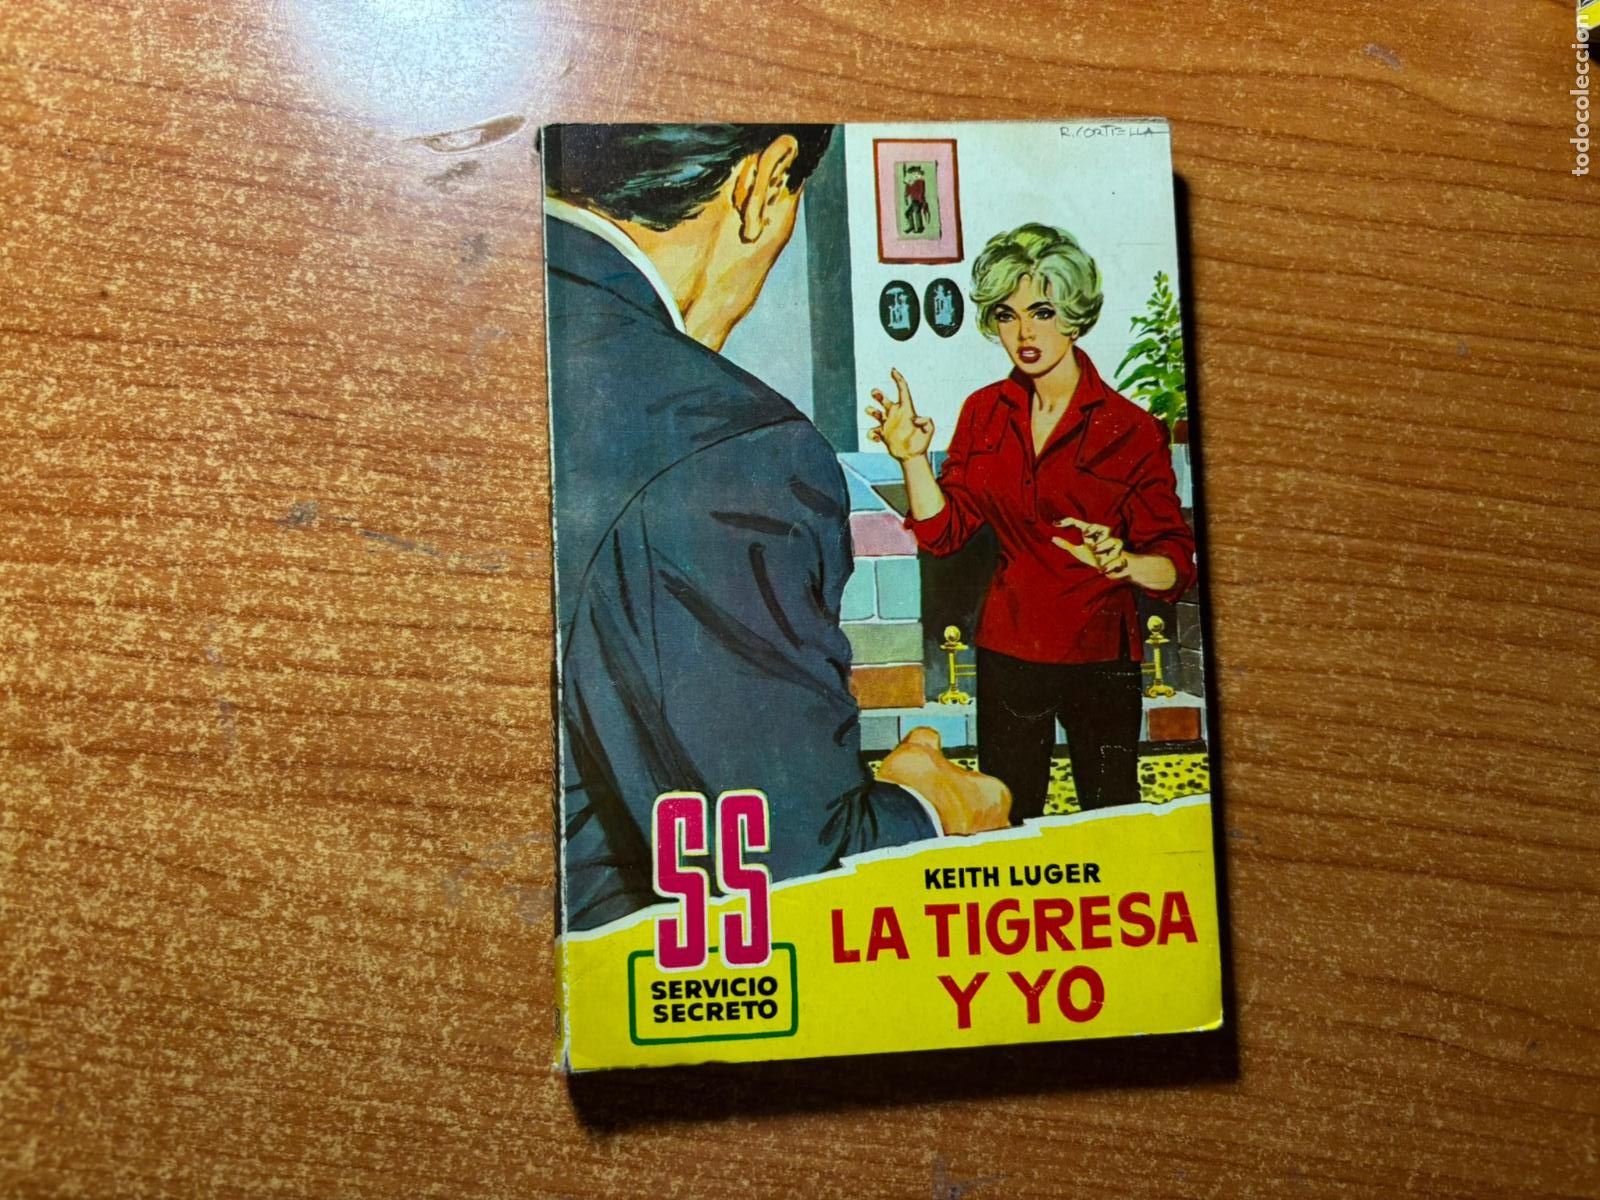 R. CORTIELLA
SS
SERVICIO
SECRETO
KEITH LUGER
LA TIGRESA
Y YO
todocoleccion